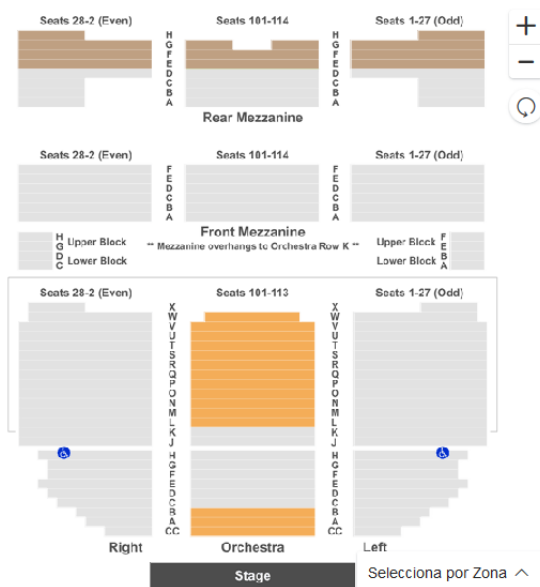 Seats 28-2 (Even) Seats 101-114 Seats 1-27 (Odd)
H H
G G
F F
E E
D D
C C
B B
A A
Rear Mezzanine
Seats 28-2 (Even) Seats 101-114 Seats 1-27 (Odd)
F F
E E
D D
C C
B B
A A
Front Mezzanine
** Mezzanine overhangs to Orchestra Row K **
H Upper Block Upper Block F
G E
D Lower Block Lower Block B
C A
Seats 28-2 (Even) Seats 101-113 Seats 1-27 (Odd)
X X
W W
V V
U U
T T
S S
R R
Q Q
P P
O O
N N
M M
L L
K K
J J
H H
G G
F F
E E
D D
C C
B B
A A
CC CC
Right Orchestra Left
Stage
Selecciona por Zona